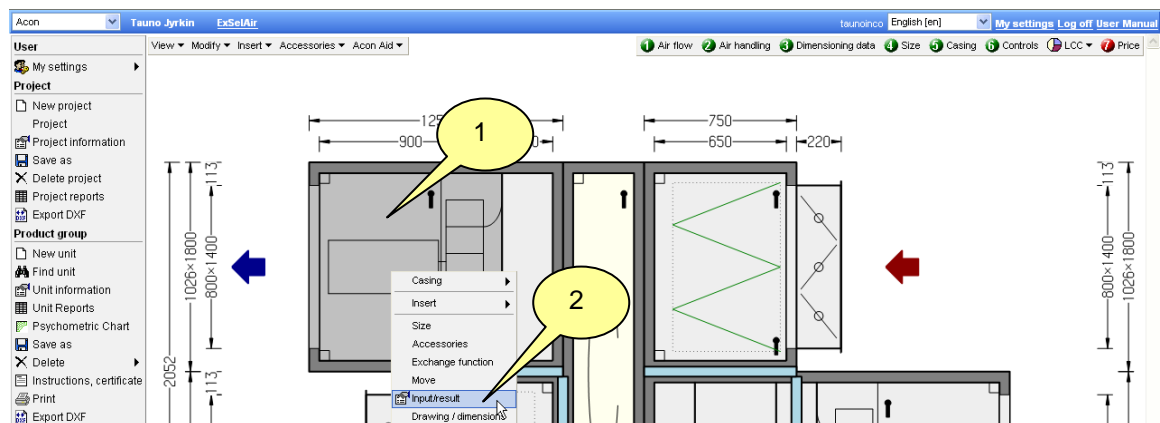 Acon Tauno Jyrkin ExSelAir taunoinco English [en] My settings Log off User Manual
User View Modify Insert Accessories Acon Aid 1 Air flow 2 Air handling 3 Dimensioning data 4 Size 5 Casing 6 Controls LCC 7 Price
My settings
Project
New project
Project
Project information
Save as
Delete project
Project reports
Export DXF
Product group
New unit
Find unit
Unit information
Unit Reports
Psychometric Chart
Save as
Delete
Instructions, certificate
Print
Export DXF
750
900 650 220
1
113 113
1026×1800 800×1400 800×1400 1026×1800
2052
113 113
Casing
Insert
Size
Accessories
Exchange function
Move
Input/result
Drawing / dimensions
2